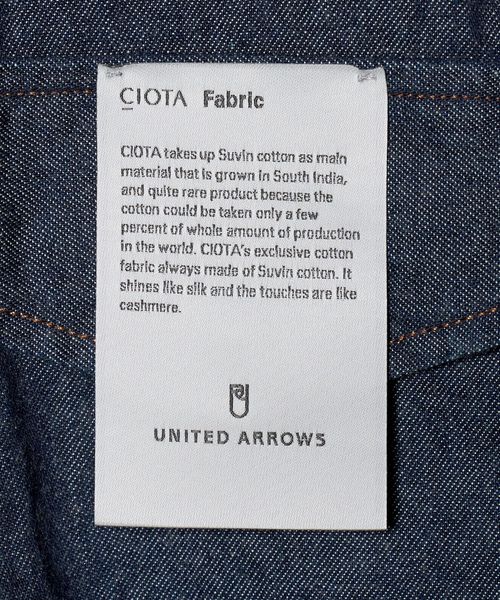 CIOTA Fabric
CIOTA takes up Suvin cotton as main
material that is grown in South India,
and quite rare product because the
cotton could be taken only a few
percent of whole amount of production
in the world. CIOTA's exclusive cotton
fabric always made of Suvin cotton. It
shines like silk and the touches are like
cashmere.
UNITED ARROWS